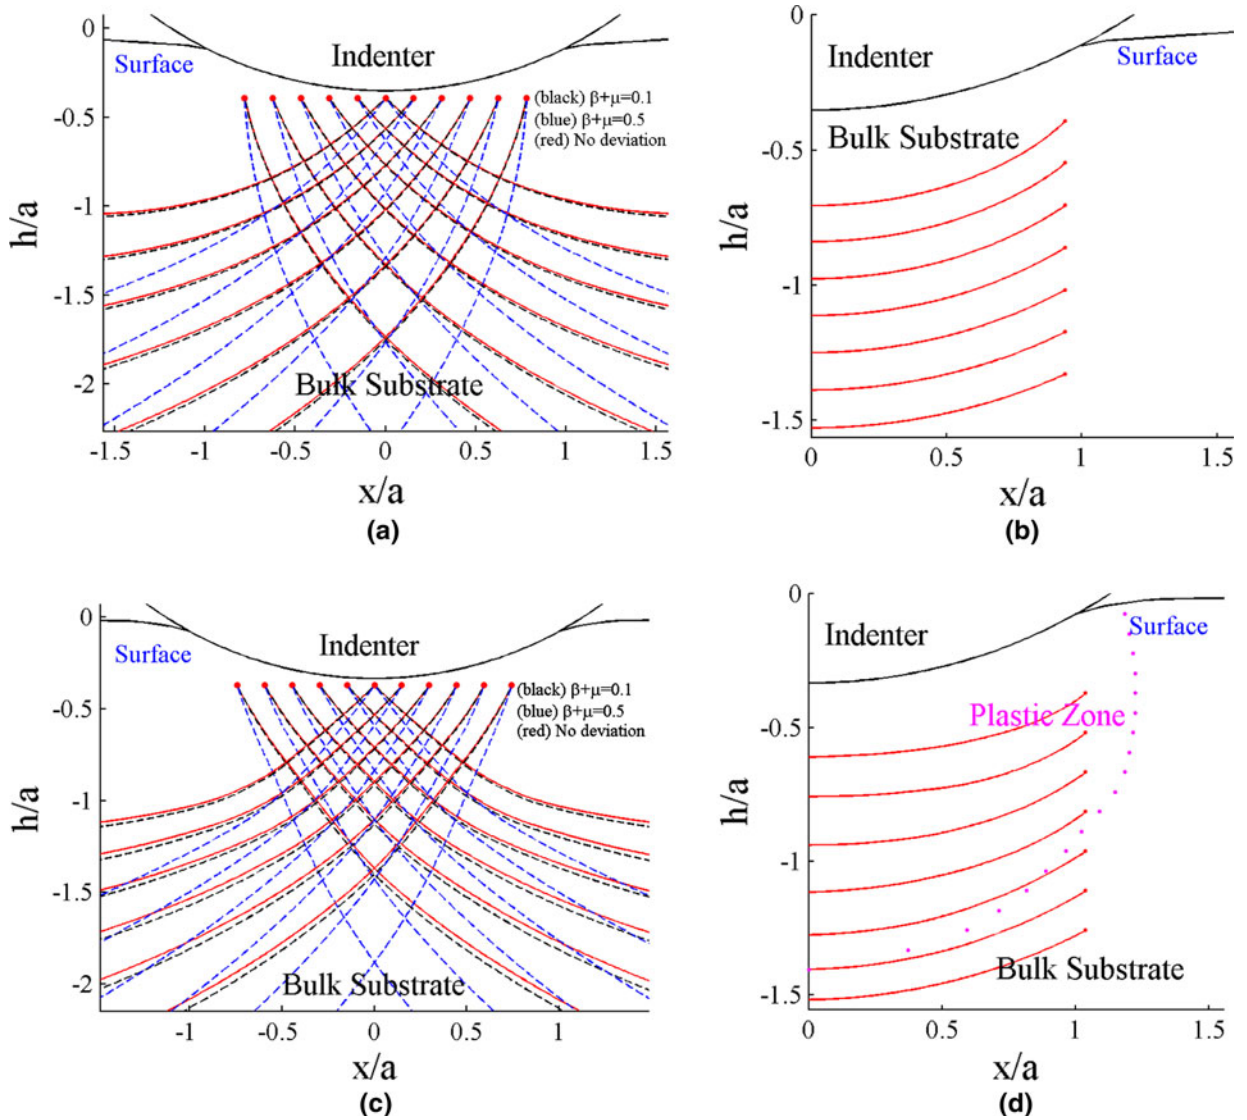 0
-0.5
-1
-1.5
-2
h/a
Surface
Indenter
(black) β+μ=0.1
(blue) β+μ=0.5
(red) No deviation
Bulk Substrate
-1.5
-1
-0.5
0
0.5
1
1.5
x/a
(a)
0
-0.5
-1
-1.5
h/a
Indenter
Surface
Bulk Substrate
0
0.5
1
1.5
x/a
(b)
0
-0.5
-1
-1.5
-2
h/a
Surface
Indenter
(black) β+μ=0.1
(blue) β+μ=0.5
(red) No deviation
Bulk Substrate
-1
-0.5
0
0.5
1
x/a
(c)
0
-0.5
-1
-1.5
h/a
Indenter
Surface
Plastic Zone
Bulk Substrate
0
0.5
1
1.5
x/a
(d)